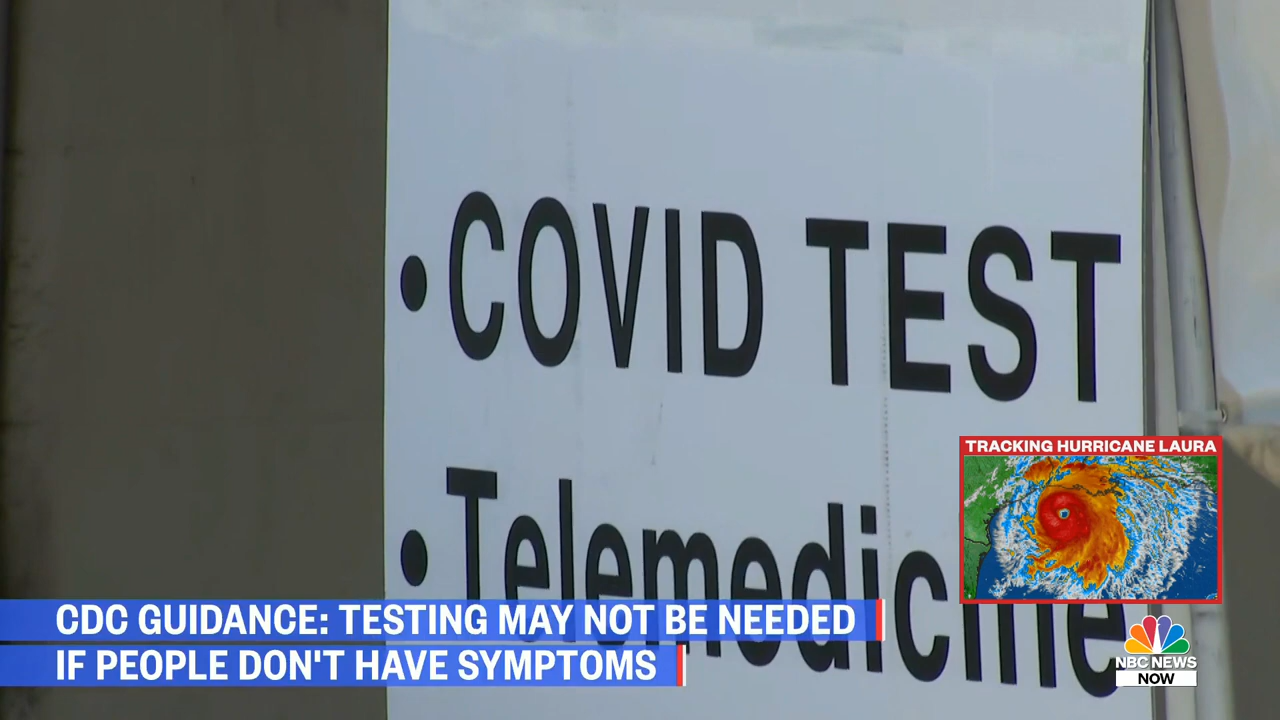 • COVID TEST
• Telemedicine
TRACKING HURRICANE LAURA
CDC GUIDANCE: TESTING MAY NOT BE NEEDED
IF PEOPLE DON'T HAVE SYMPTOMS
NBC NEWS
NOW